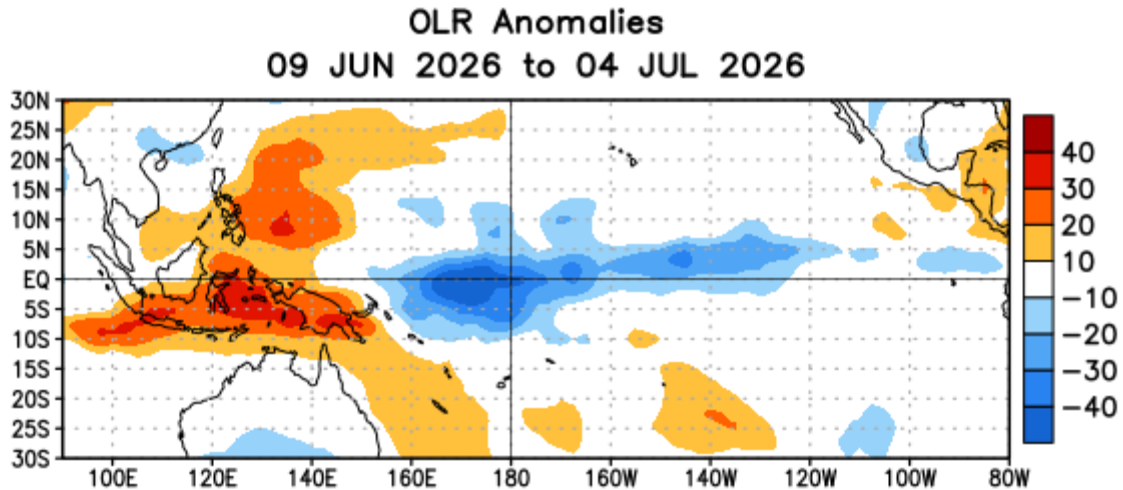 OLR Anomalies
09 JUN 2026 to 04 JUL 2026
30N
25N
20N
15N
10N
5N
EQ
5S
10S
15S
20S
25S
30S
100E 120E 140E 160E 180 160W 140W 120W 100W 80W
40
30
20
10
−10
−20
−30
−40